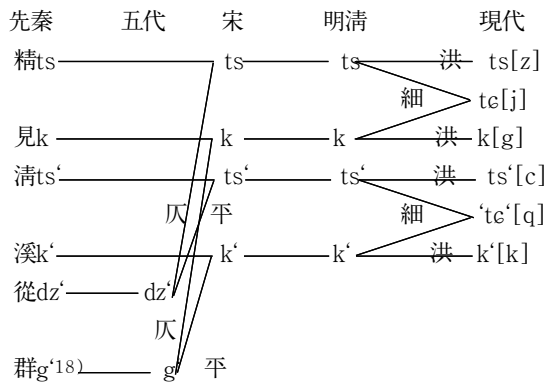 先秦 五代 宋 明淸 現代
精ts ts ts 洪 ts[z]
細 tɕ[j]
見k k k 洪 k[g]
淸ts‘ ts‘ ts‘ 洪 ts‘[c]
仄 平 細 ‘tɕ‘[q]
溪k‘ k‘ k‘ 洪 k‘[k]
從dz‘ dz‘
仄
群g‘18) g‘ 平